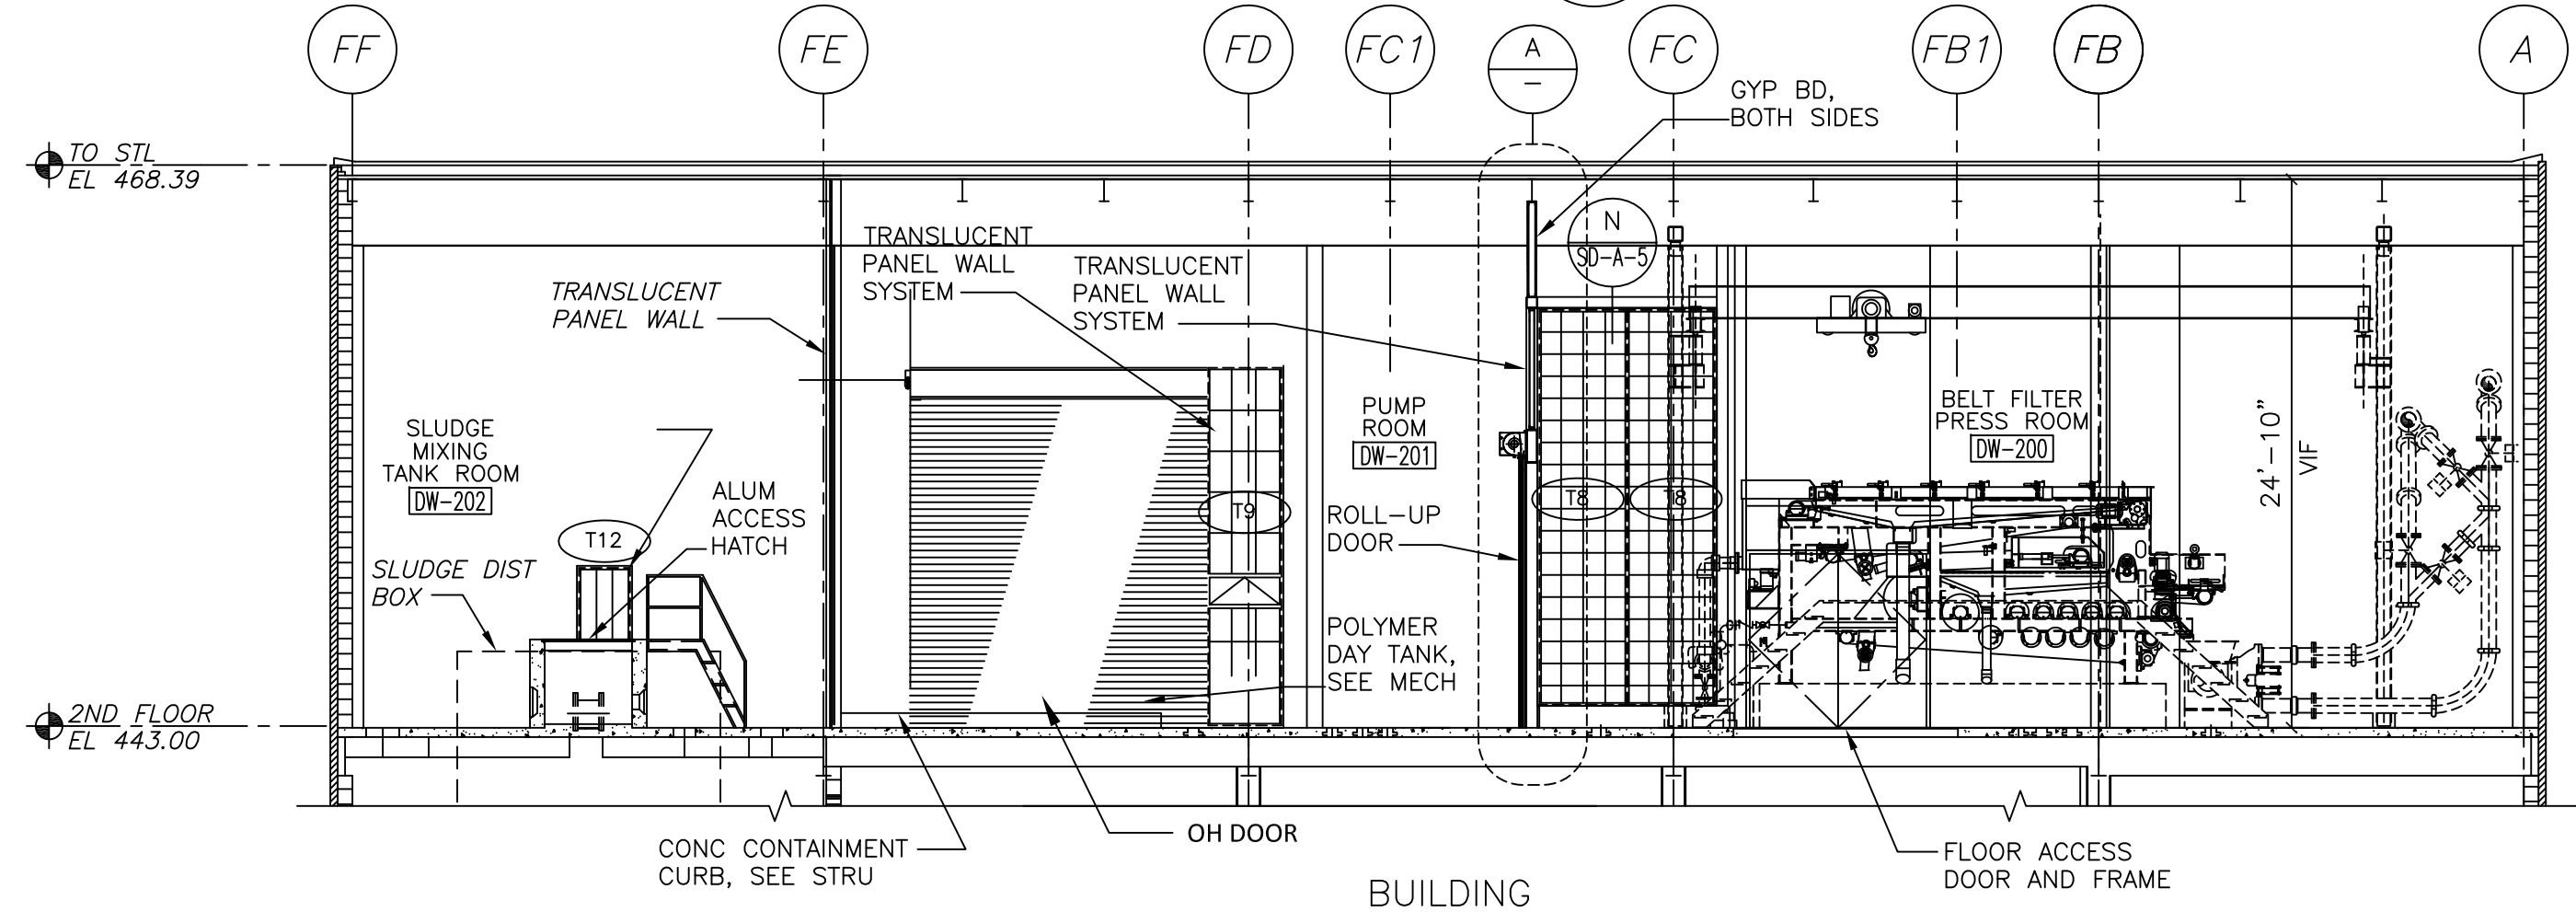 FF
FE
FD
FC1
A
–
FC
FB1
FB
A
GYP BD,
BOTH SIDES
TO STL
EL 468.39
N
SD-A-5
TRANSLUCENT
PANEL WALL
SYSTEM
TRANSLUCENT
PANEL WALL
SYSTEM
TRANSLUCENT
PANEL WALL
SLUDGE
MIXING
TANK ROOM
DW-202
PUMP
ROOM
DW-201
BELT FILTER
PRESS ROOM
DW-200
24'-10"
VIF
ALUM
ACCESS
HATCH
T12
T9
T8
T8
ROLL-UP
DOOR
SLUDGE DIST
BOX
POLYMER
DAY TANK,
SEE MECH
2ND FLOOR
EL 443.00
CONC CONTAINMENT
CURB, SEE STRU
OH DOOR
FLOOR ACCESS
DOOR AND FRAME
BUILDING